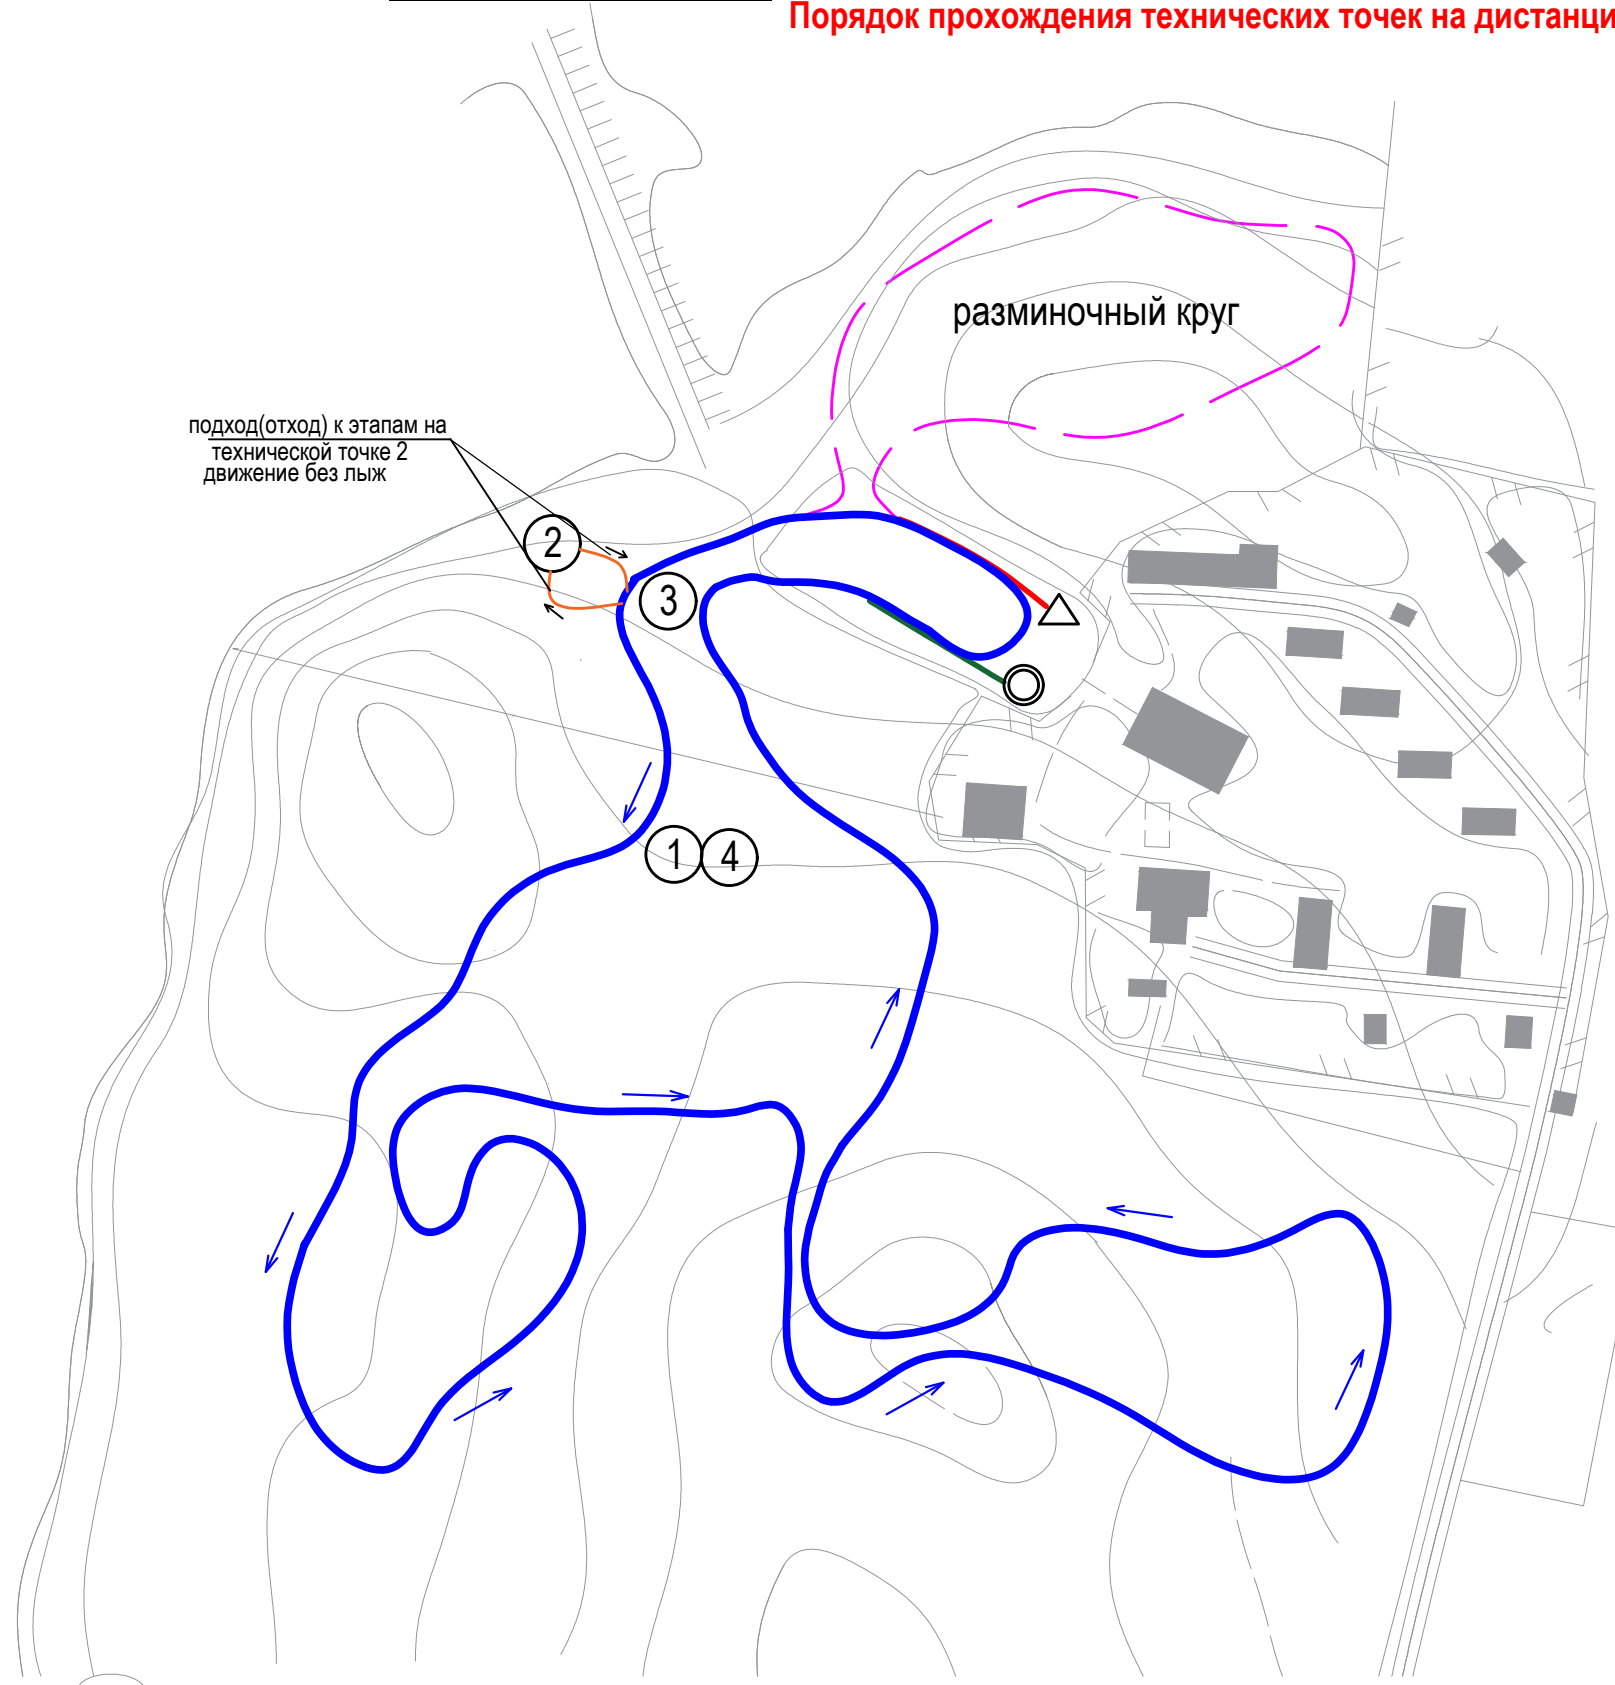 Порядок прохождения технических точек на дистанци
разминочный круг
подход(отход) к этапам на
технической точке 2
движение без лыж
2
3
1 4